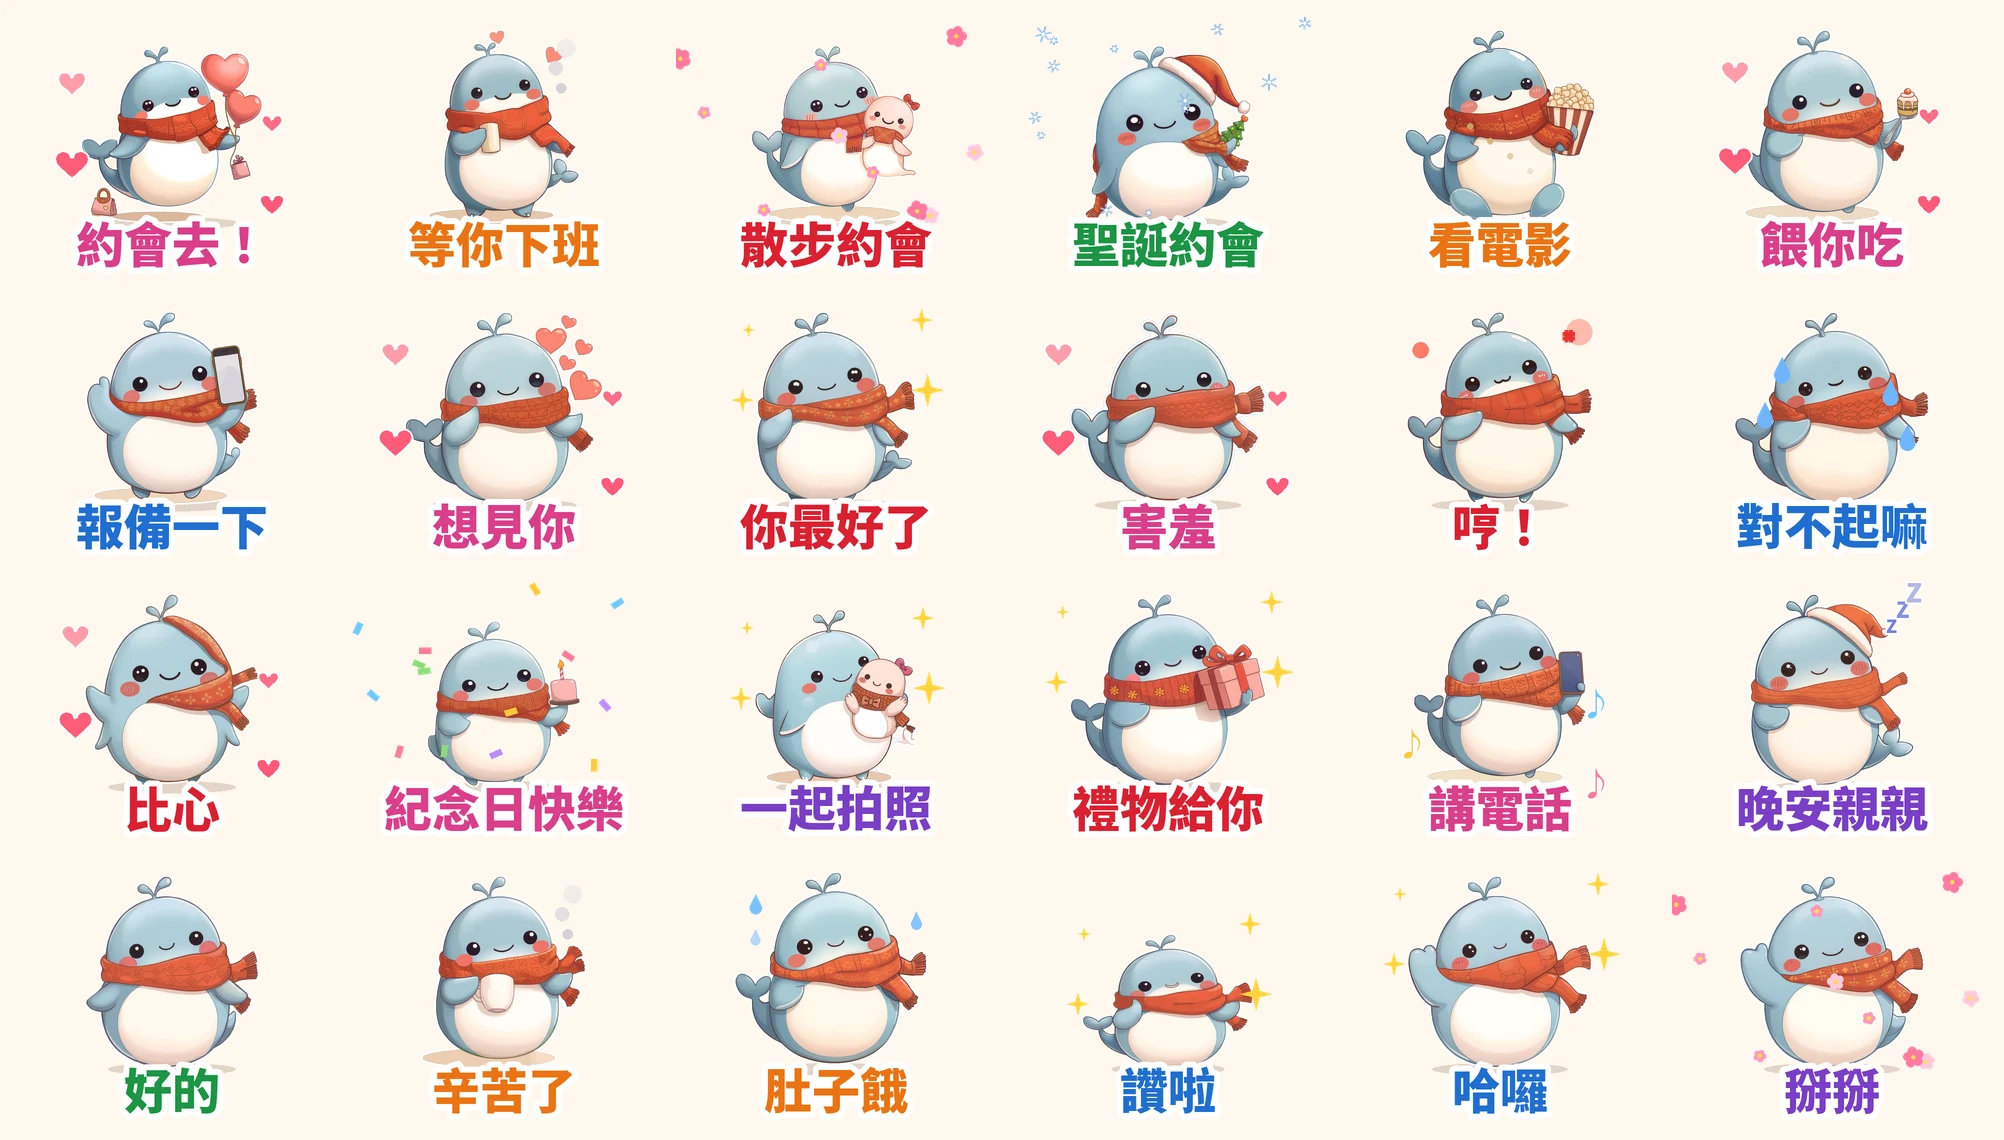 約會去！
等你下班
散步約會
聖誕約會
看電影
餵你吃
報備一下
想見你
你最好了
害羞
哼！
對不起嘛
比心
紀念日快樂
一起拍照
禮物給你
講電話
z z Z
晚安親親
好的
辛苦了
肚子餓
讚啦
哈囉
掰掰